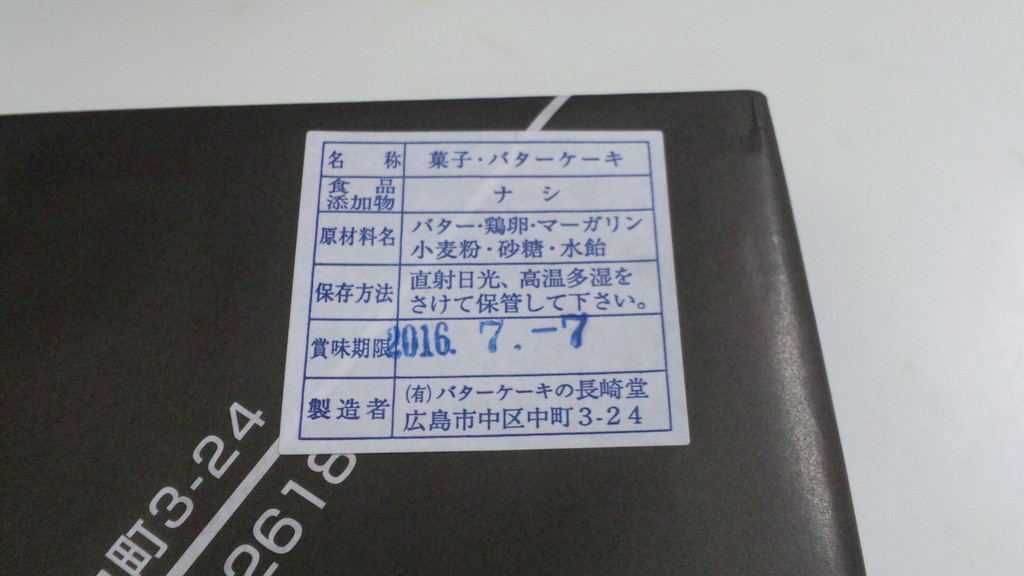 名 称 菓子・バターケーキ
食 品
添加物
ナ シ
原材料名
バター・鶏卵・マーガリン
小麦粉・砂糖・水飴
保存方法
直射日光、高温多湿を
さけて保管して下さい。
賞味期限 2016. 7. -7
製造者
(有)バターケーキの長崎堂
広島市中区中町3-24
町3-24
2618